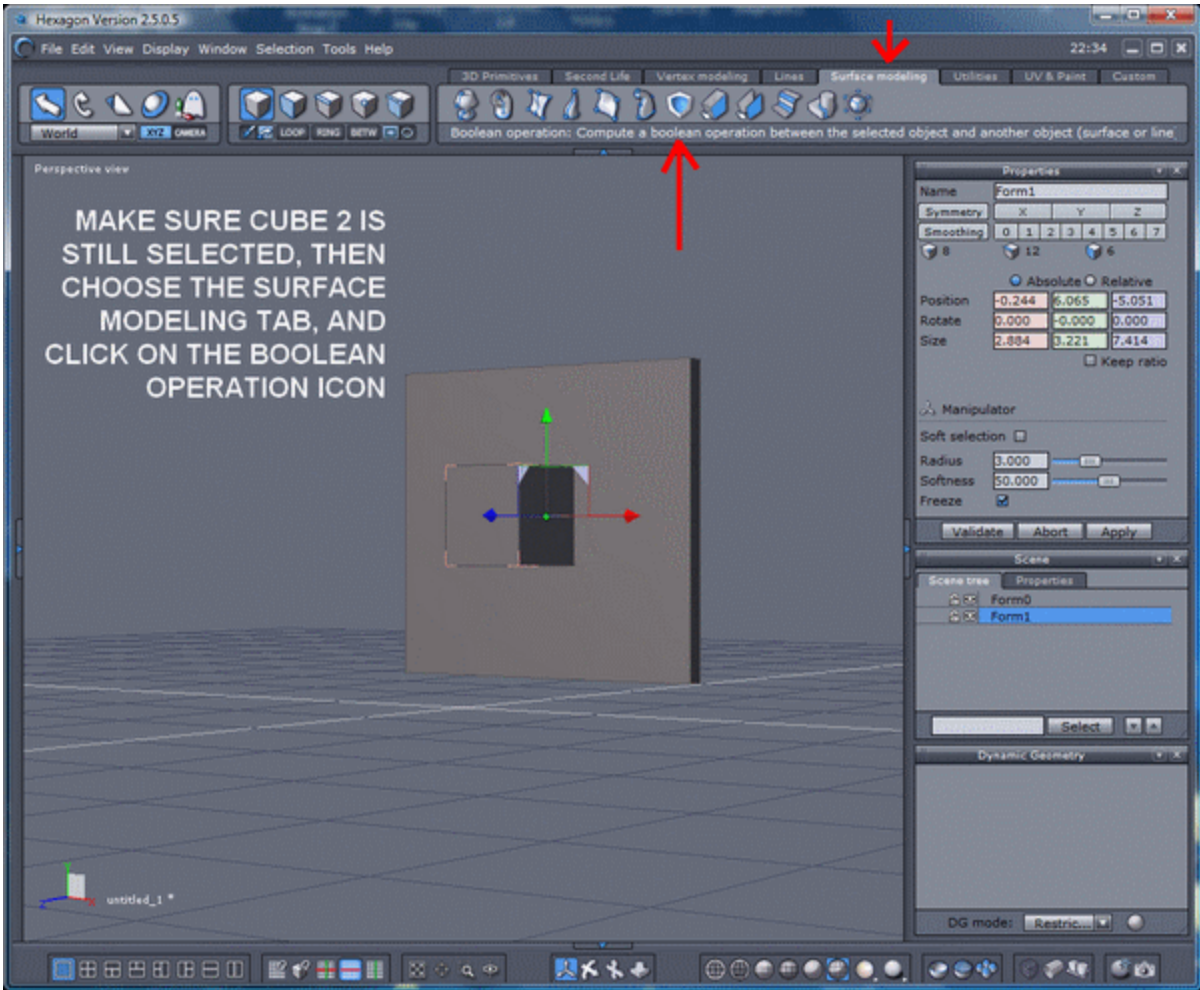 Hexagon Version 2.5.0.5
File Edit View Display Window Selection Tools Help
22:34
3D Primitives Second Life Vertex modeling Lines Surface modeling Utilities UV & Paint Custom
World XYZ CAMERA
LOOP RING BETW
Boolean operation: Compute a boolean operation between the selected object and another object (surface or line
Perspective view
MAKE SURE CUBE 2 IS
STILL SELECTED, THEN
CHOOSE THE SURFACE
MODELING TAB, AND
CLICK ON THE BOOLEAN
OPERATION ICON
Properties
Name Form1
Symmetry X Y Z
Smoothing 0 1 2 3 4 5 6 7
8 12 6
Absolute Relative
Position -0.244 6.065 -5.051
Rotate 0.000 -0.000 0.000
Size 2.884 3.221 7.414
Keep ratio
Manipulator
Soft selection
Radius 3.000
Softness 50.000
Freeze
Validate Abort Apply
Scene
Scene tree Properties
Form0
Form1
Select
Dynamic Geometry
DG mode: Restric...
Y
Z X
untitled_1 *